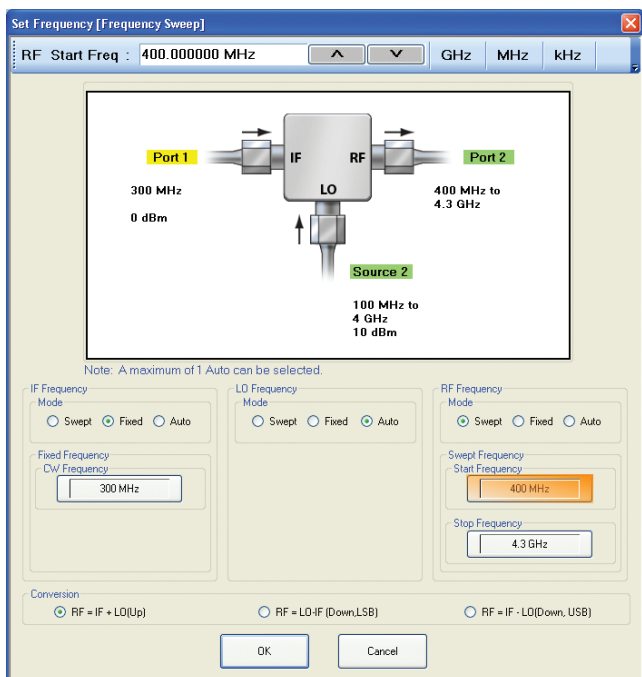 Set Frequency [Frequency Sweep]
RF Start Freq : 400.000000 MHz GHz MHz kHz
Port 1 IF RF Port 2
300 MHz 400 MHz to
LO 4.3 GHz
0 dBm
Source 2
100 MHz to
4 GHz
10 dBm
Note: A maximum of 1 Auto can be selected.
IF Frequency
Mode
Swept Fixed Auto
Fixed Frequency
CW Frequency
300 MHz
LO Frequency
Mode
Swept Fixed Auto
RF Frequency
Mode
Swept Fixed Auto
Swept Frequency
Start Frequency
400 MHz
Stop Frequency
4.3 GHz
Conversion
RF = IF + LO(Up) RF = LO-IF (Down,LSB) RF = IF - LO(Down, USB)
OK Cancel